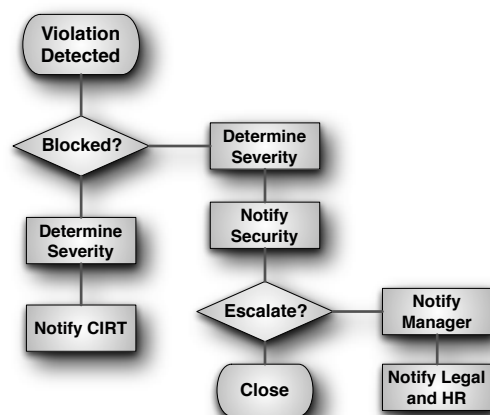 Violation
Detected
Blocked?
Determine
Severity
Determine
Severity
Notify
Security
Notify CIRT
Escalate?
Notify
Manager
Close
Notify Legal
and HR